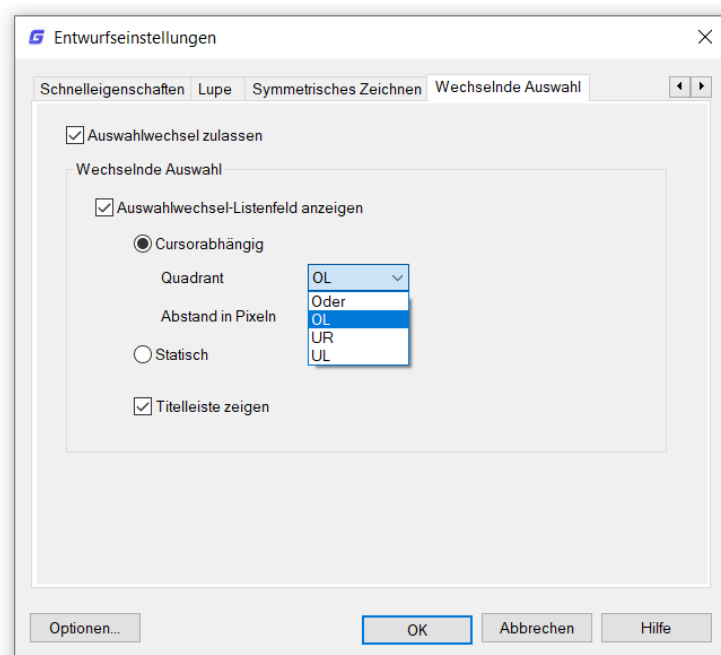 Entwurfseinstellungen
Schnelleigenschaften Lupe Symmetrisches Zeichnen Wechselnde Auswahl
Auswahlwechsel zulassen
Wechselnde Auswahl
Auswahlwechsel-Listenfeld anzeigen
Cursorabhängig
Quadrant OL
Oder
Abstand in Pixeln OL
UR
Statisch UL
Titelleiste zeigen
Optionen... OK Abbrechen Hilfe